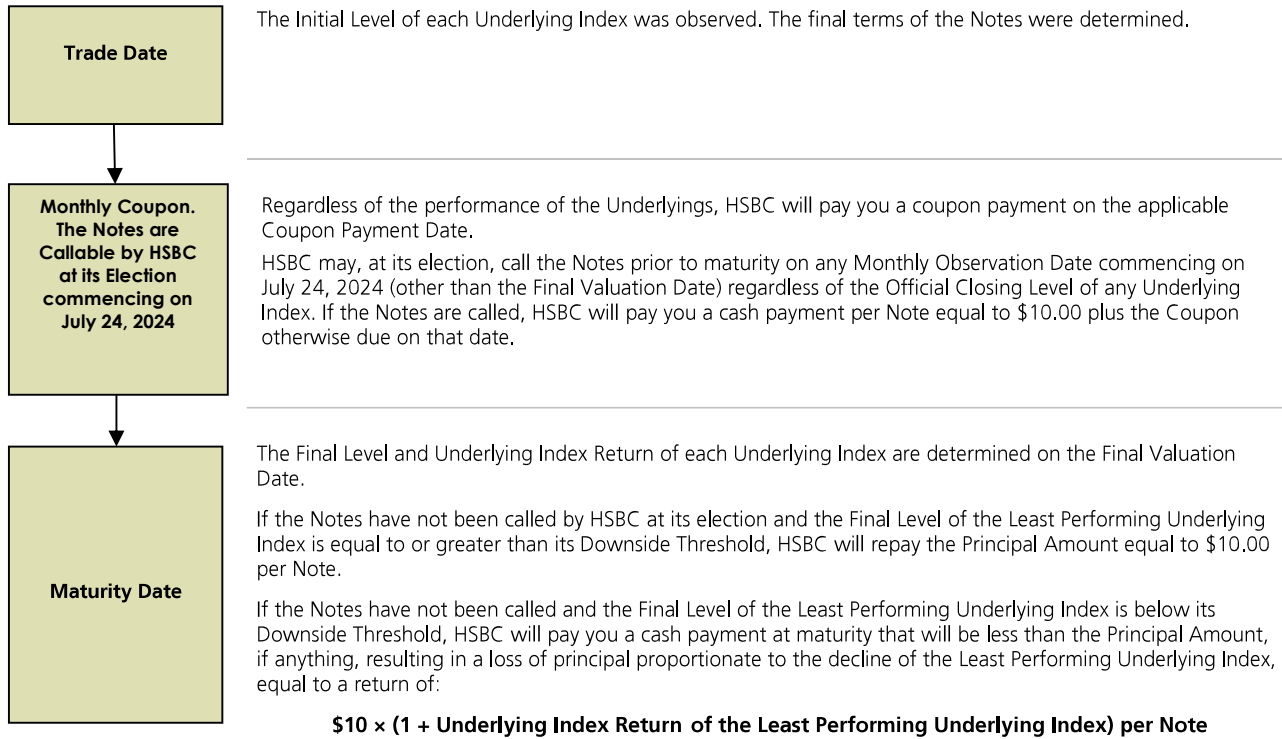 Trade Date
The Initial Level of each Underlying Index was observed. The final terms of the Notes were determined.
Monthly Coupon.
The Notes are
Callable by HSBC
at its Election
commencing on
July 24, 2024
Regardless of the performance of the Underlyings, HSBC will pay you a coupon payment on the applicable
Coupon Payment Date.
HSBC may, at its election, call the Notes prior to maturity on any Monthly Observation Date commencing on
July 24, 2024 (other than the Final Valuation Date) regardless of the Official Closing Level of any Underlying
Index. If the Notes are called, HSBC will pay you a cash payment per Note equal to $10.00 plus the Coupon
otherwise due on that date.
Maturity Date
The Final Level and Underlying Index Return of each Underlying Index are determined on the Final Valuation
Date.
If the Notes have not been called by HSBC at its election and the Final Level of the Least Performing Underlying
Index is equal to or greater than its Downside Threshold, HSBC will repay the Principal Amount equal to $10.00
per Note.
If the Notes have not been called and the Final Level of the Least Performing Underlying Index is below its
Downside Threshold, HSBC will pay you a cash payment at maturity that will be less than the Principal Amount,
if anything, resulting in a loss of principal proportionate to the decline of the Least Performing Underlying Index,
equal to a return of:
$10 × (1 + Underlying Index Return of the Least Performing Underlying Index) per Note